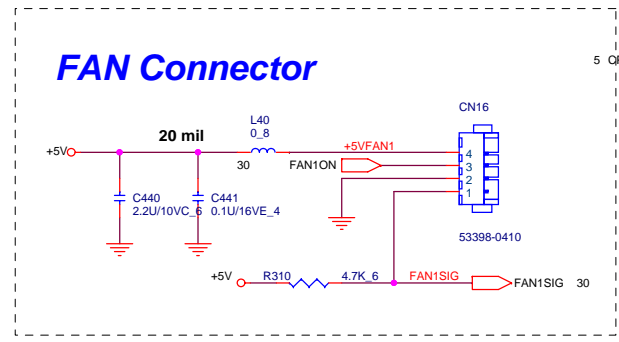 FAN Connector
5
CN16
L40
0_8
20 mil
+5V
+5VFAN1
30
FAN1ON
4
3
2
1
C440
2.2U/10VC_6
C441
0.1U/16VE_4
53398-0410
+5V
R310
4.7K_6
FAN1SIG
FAN1SIG
30